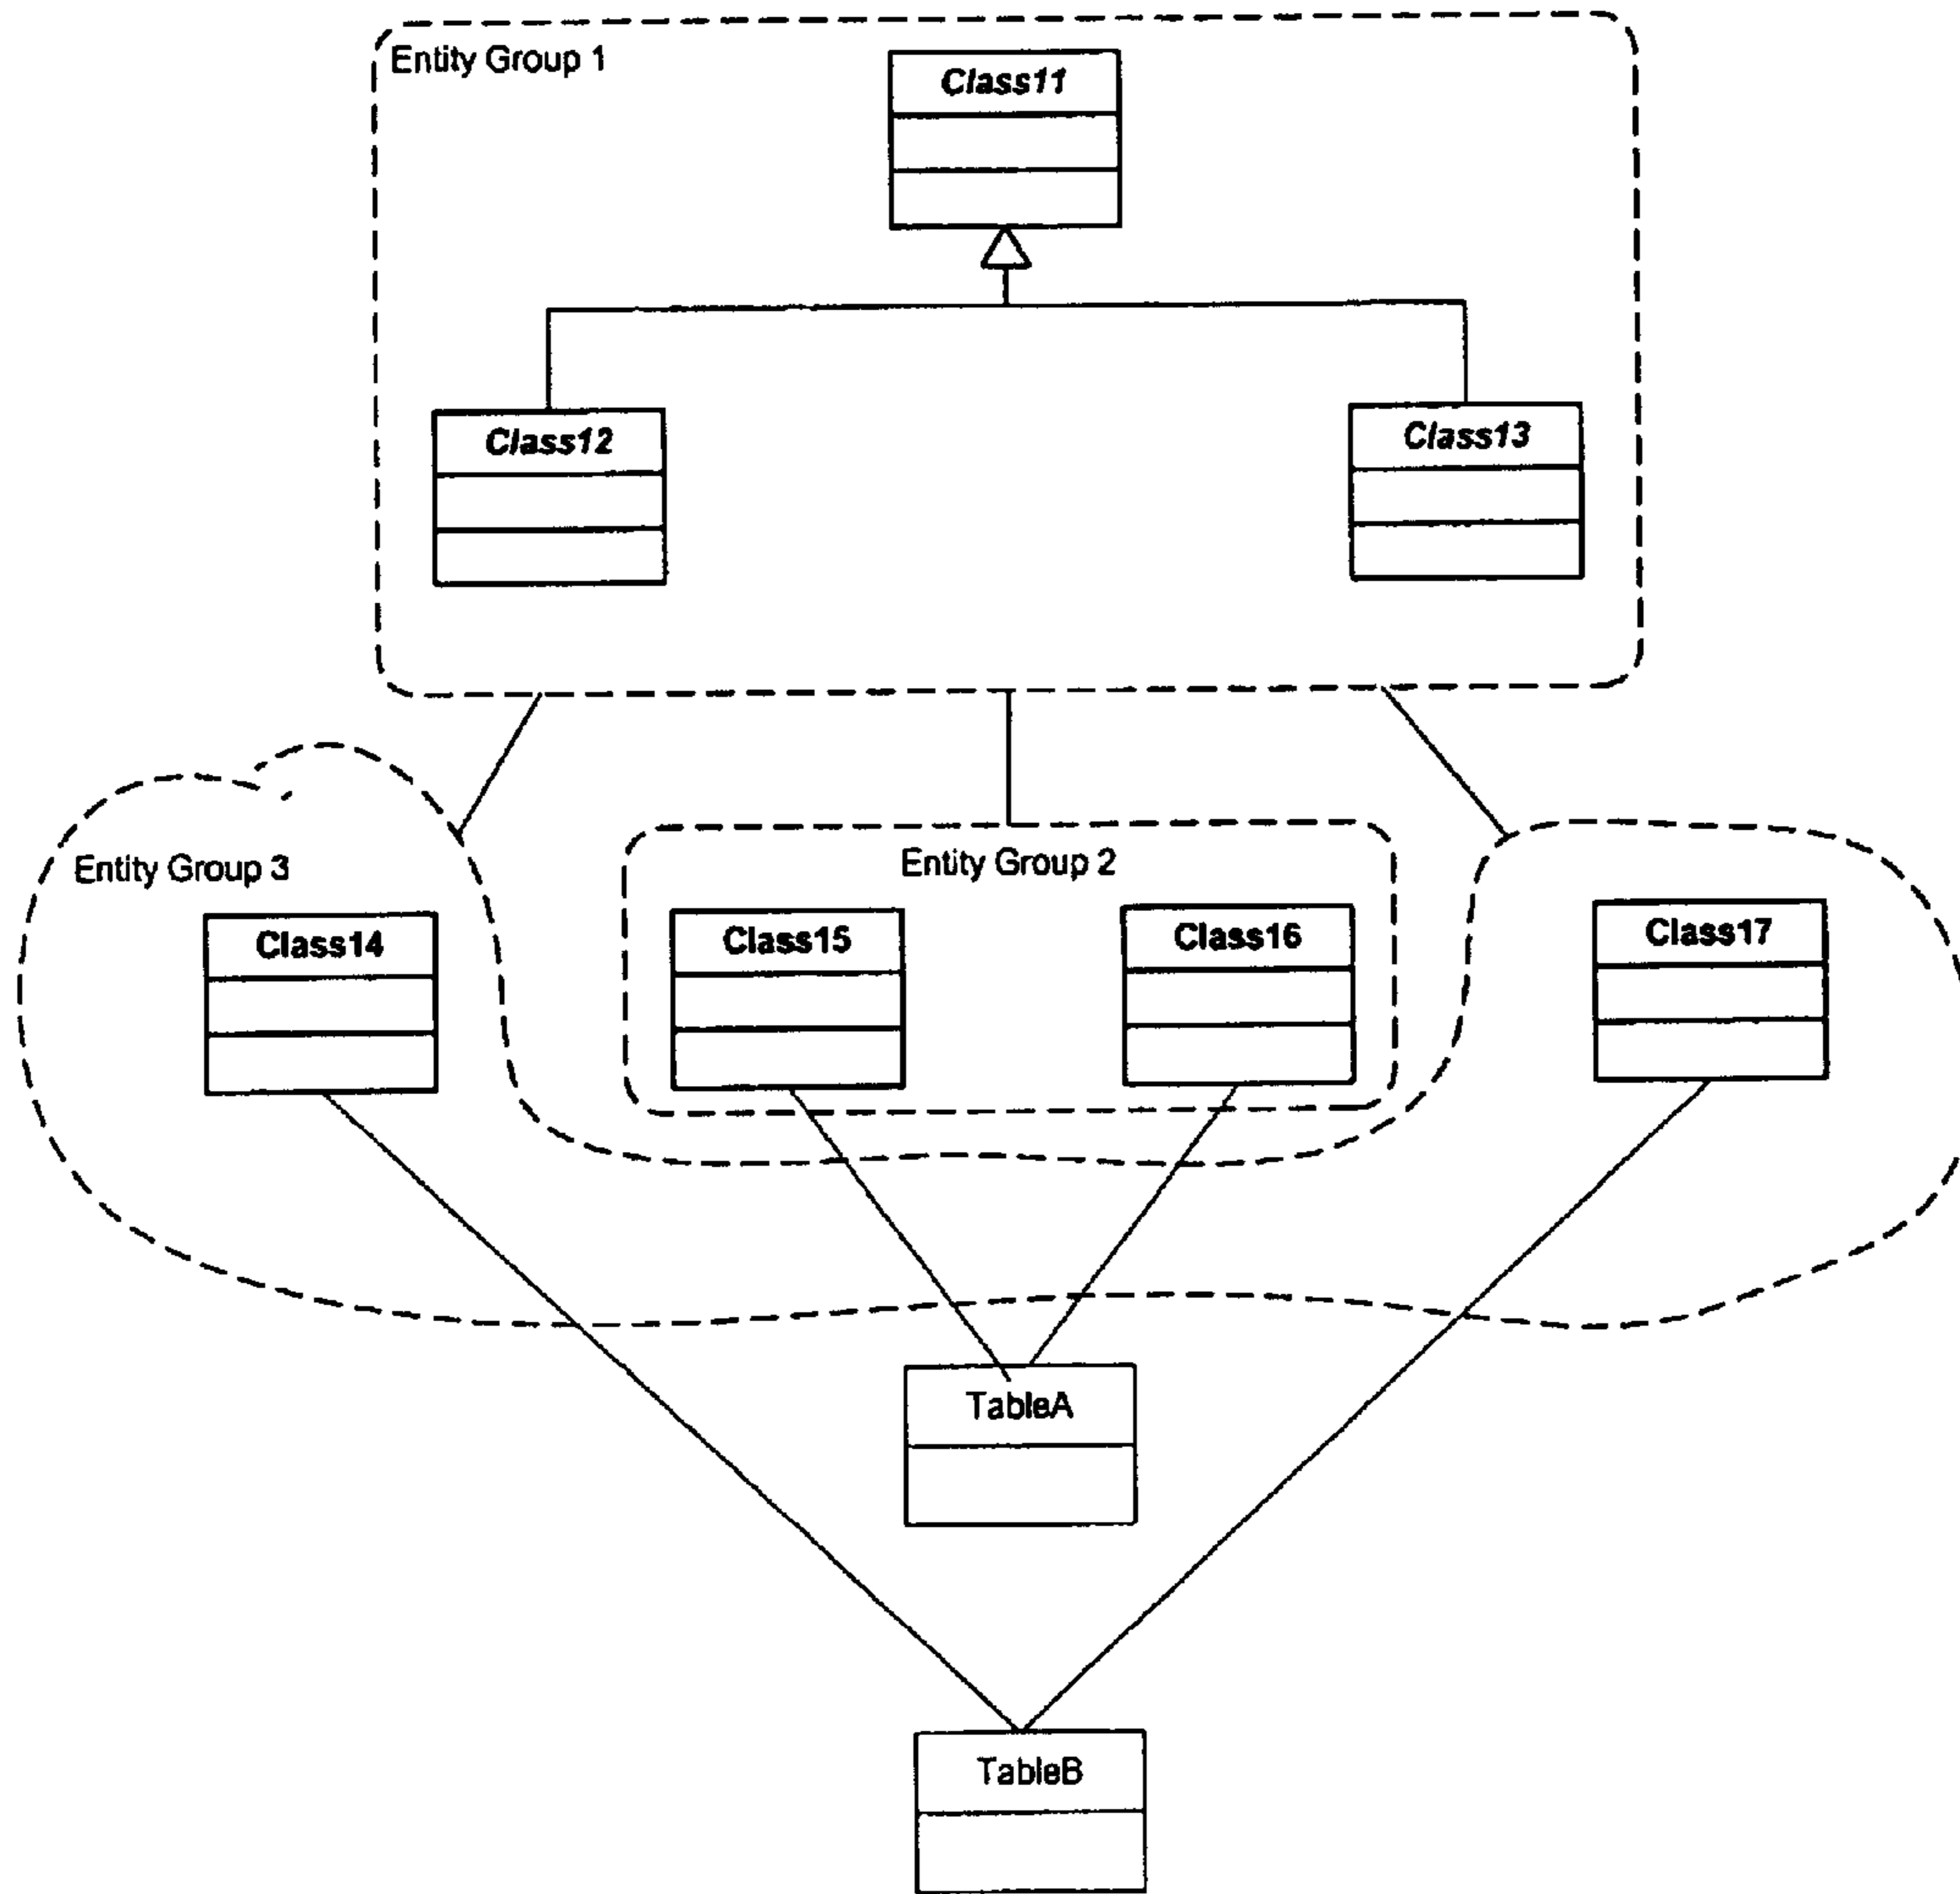 Entity Group 1
Class11
Class12
Class13
Entity Group 3
Entity Group 2
Class14
Class15
Class16
Class17
TableA
TableB